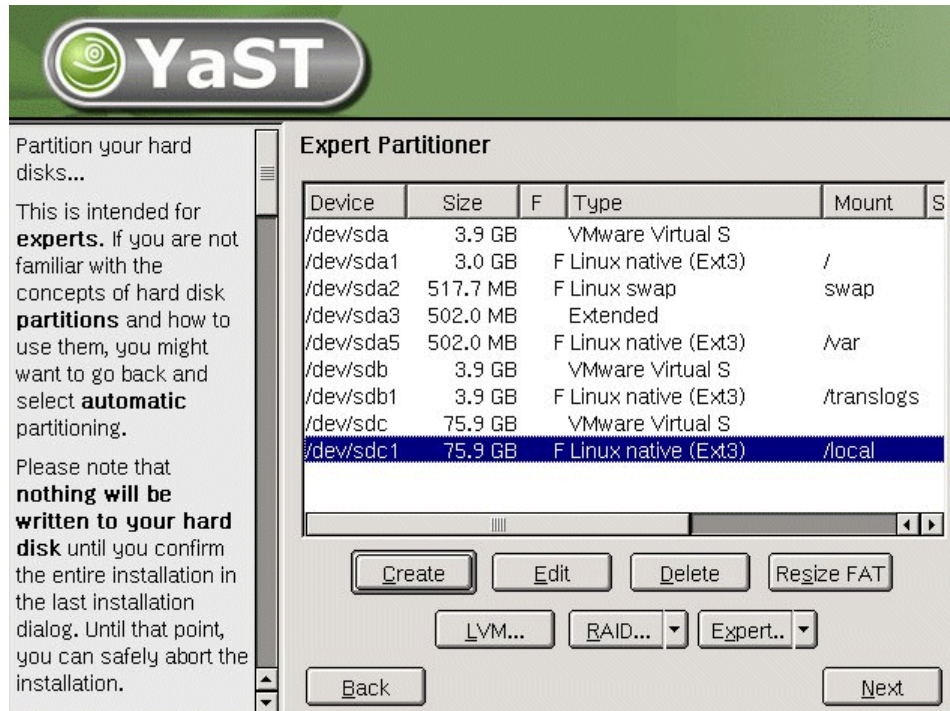 YaST
Partition your hard
disks...
This is intended for
experts. If you are not
familiar with the
concepts of hard disk
partitions and how to
use them, you might
want to go back and
select automatic
partitioning.
Please note that
nothing will be
written to your hard
disk until you confirm
the entire installation in
the last installation
dialog. Until that point,
you can safely abort the
installation.
Expert Partitioner
Device Size F Type Mount S
/dev/sda 3.9 GB VMware Virtual S
/dev/sda1 3.0 GB F Linux native (Ext3) /
/dev/sda2 517.7 MB F Linux swap swap
/dev/sda3 502.0 MB Extended
/dev/sda5 502.0 MB F Linux native (Ext3) /var
/dev/sdb 3.9 GB VMware Virtual S
/dev/sdb1 3.9 GB F Linux native (Ext3) /translogs
/dev/sdc 75.9 GB VMware Virtual S
/dev/sdc1 75.9 GB F Linux native (Ext3) /local
Create Edit Delete Resize FAT
LVM... RAID... Expert..
Back Next